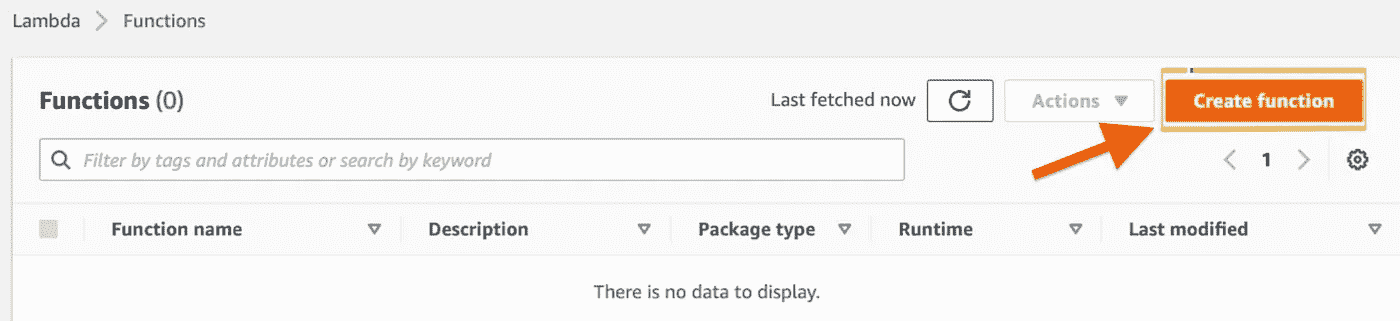 Lambda Functions
Functions (0) Last fetched now Actions Create function
Filter by tags and attributes or search by keyword 1
Function name Description Package type Runtime Last modified
There is no data to display.